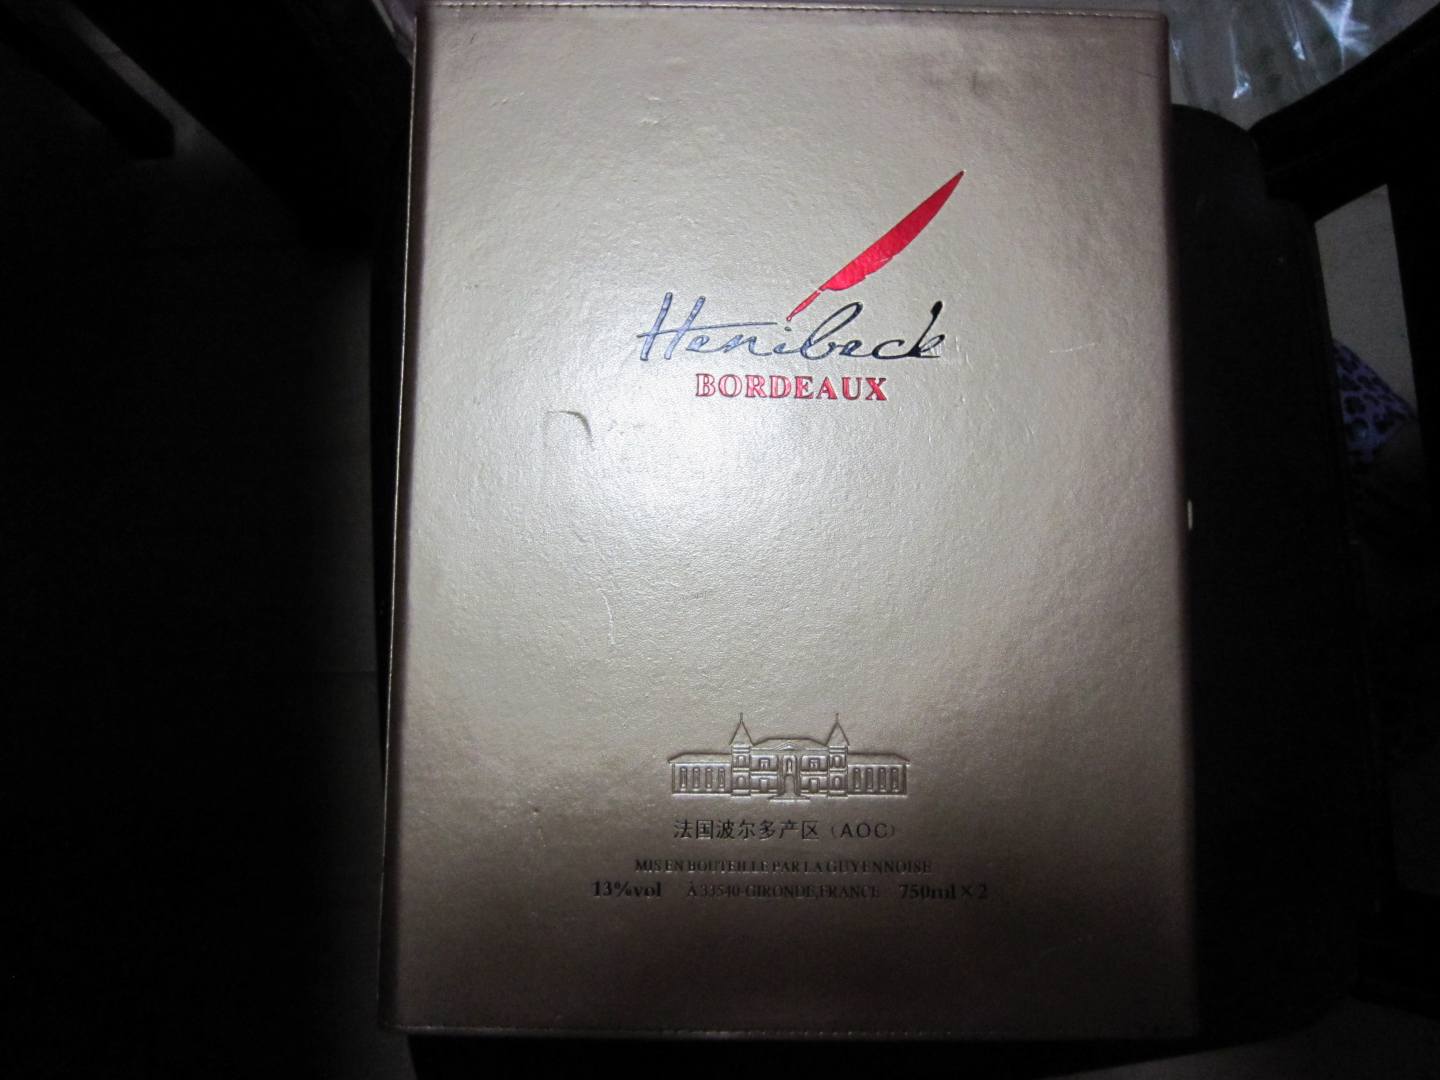 Henibeck
BORDEAUX
法国波尔多产区（AOC）
MIS EN BOUTEILLE PAR LA GUYENNOISE
13%vol À 33540-GIRONDE,FRANCE 750ml×2